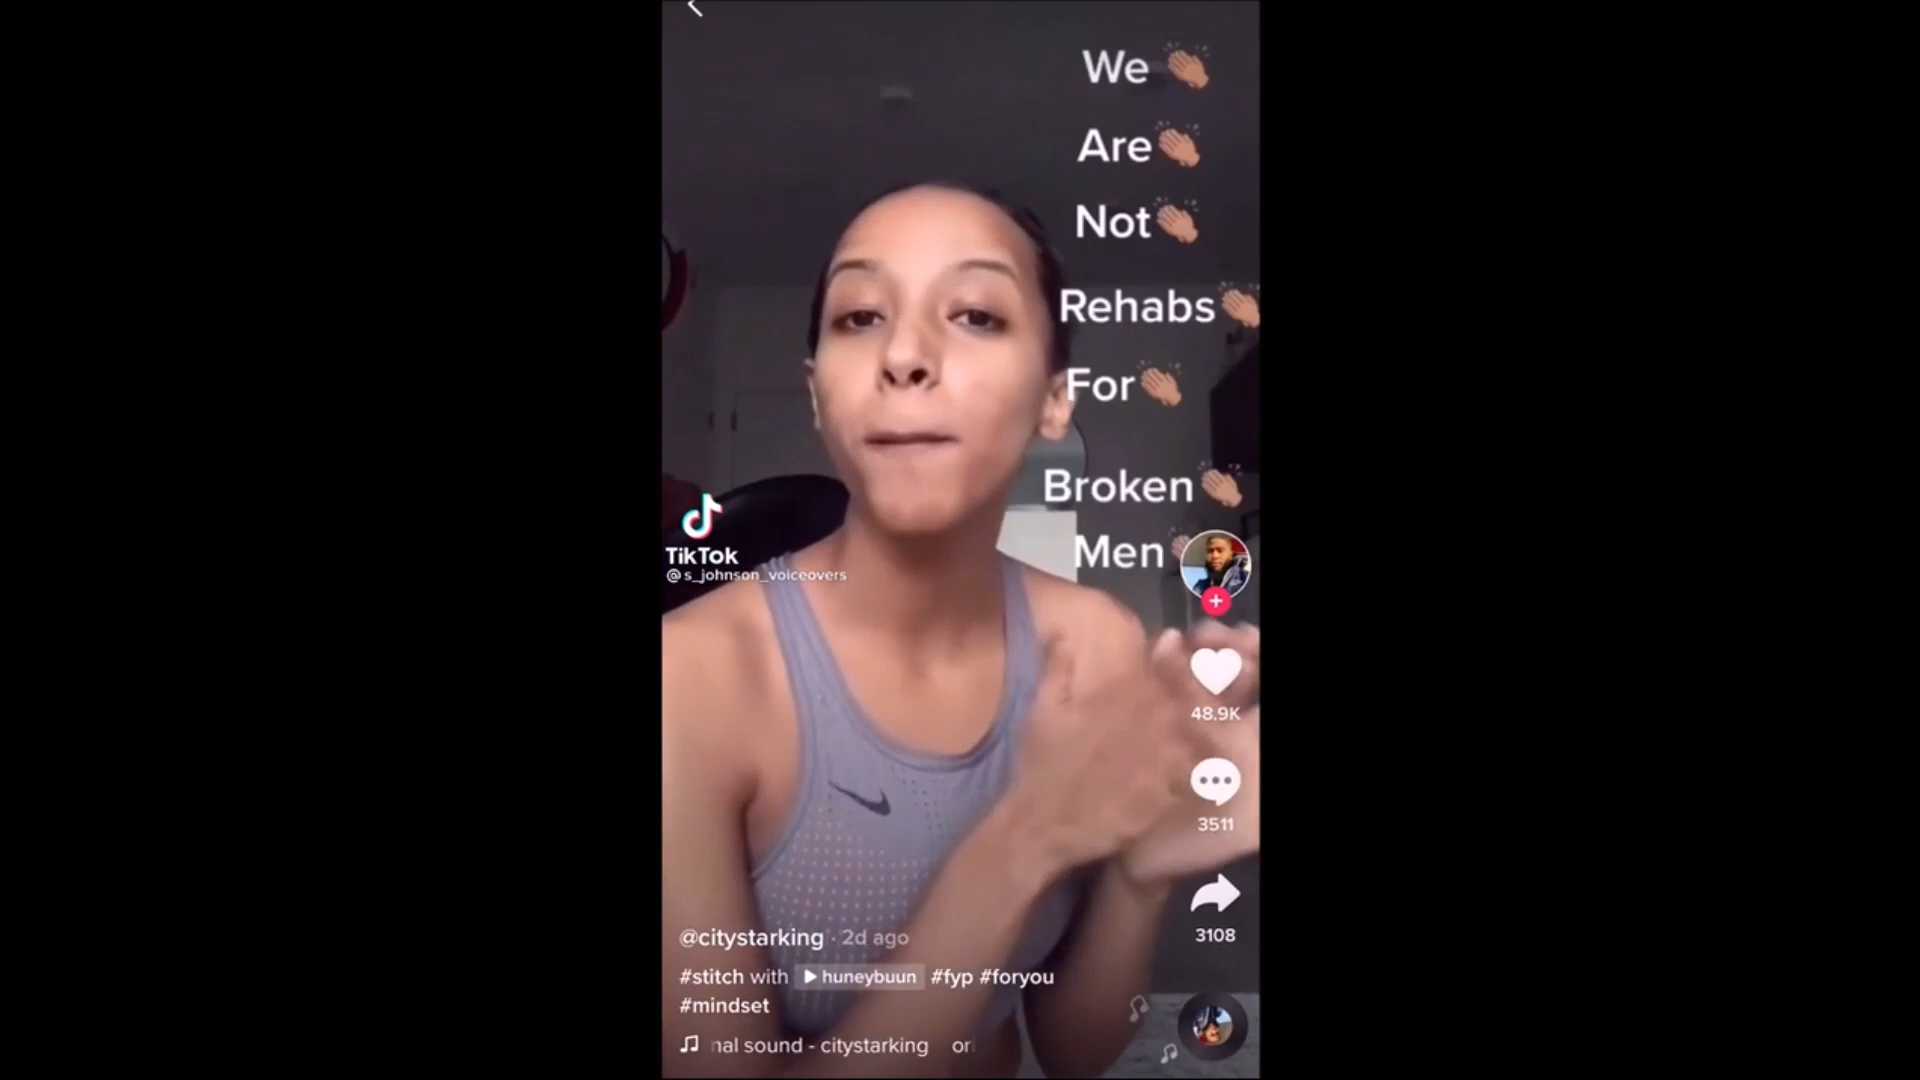 We 👏🏽
Are👏🏽
Not👏🏽
Rehabs👏🏽
For👏🏽
Broken👏🏽
Men
TikTok
@s_johnson_voiceovers
48.9K
3511
3108
@citystarking · 2d ago
#stitch with ▶ huneybuun #fyp #foryou
#mindset
nal sound - citystarking ori